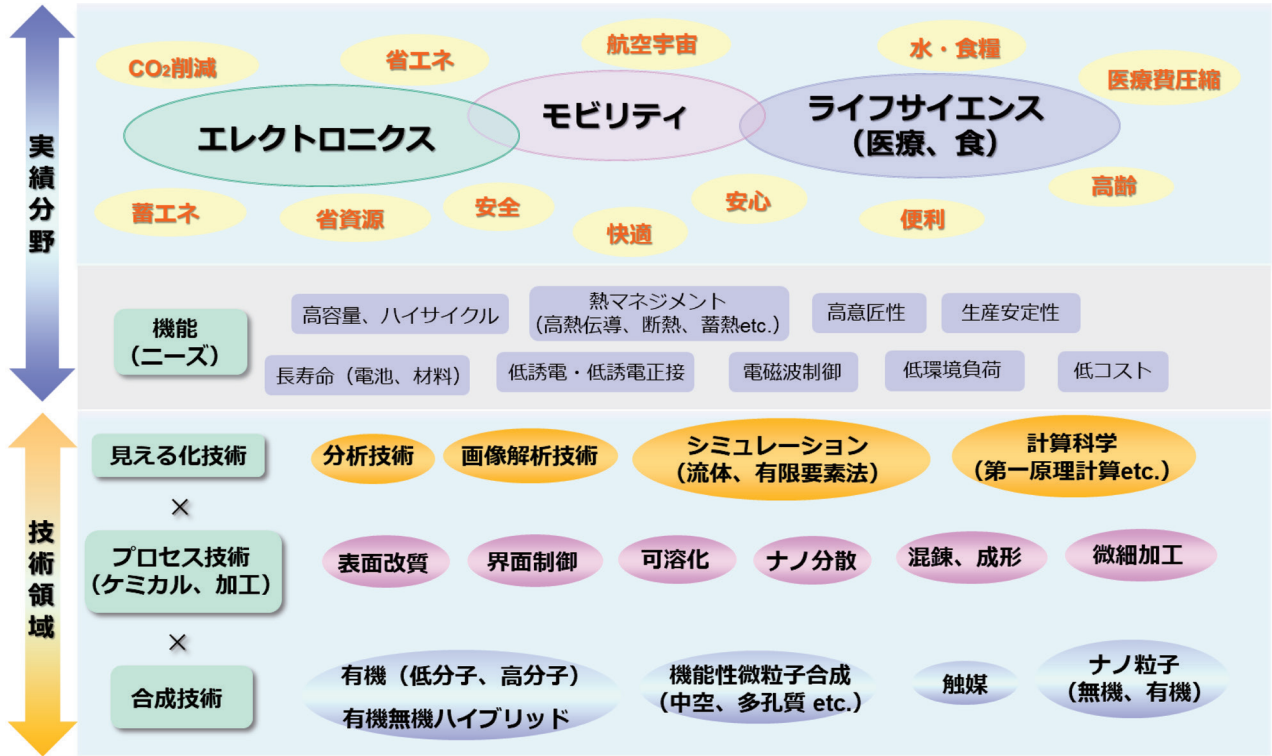 実績分野
CO₂削減
省エネ
航空宇宙
水・食糧
医療費圧縮
エレクトロニクス
モビリティ
ライフサイエンス
（医療、食）
蓄エネ
省資源
安全
快適
安心
便利
高齢
機能
（ニーズ）
高容量、ハイサイクル
熱マネジメント
（高熱伝導、断熱、蓄熱etc.）
高意匠性
生産安定性
長寿命（電池、材料）
低誘電・低誘電正接
電磁波制御
低環境負荷
低コスト
技術領域
見える化技術
分析技術
画像解析技術
シミュレーション
（流体、有限要素法）
計算科学
（第一原理計算etc.）
×
プロセス技術
（ケミカル、加工）
表面改質
界面制御
可溶化
ナノ分散
混錬、成形
微細加工
×
合成技術
有機（低分子、高分子）
有機無機ハイブリッド
機能性微粒子合成
（中空、多孔質 etc.）
触媒
ナノ粒子
（無機、有機）